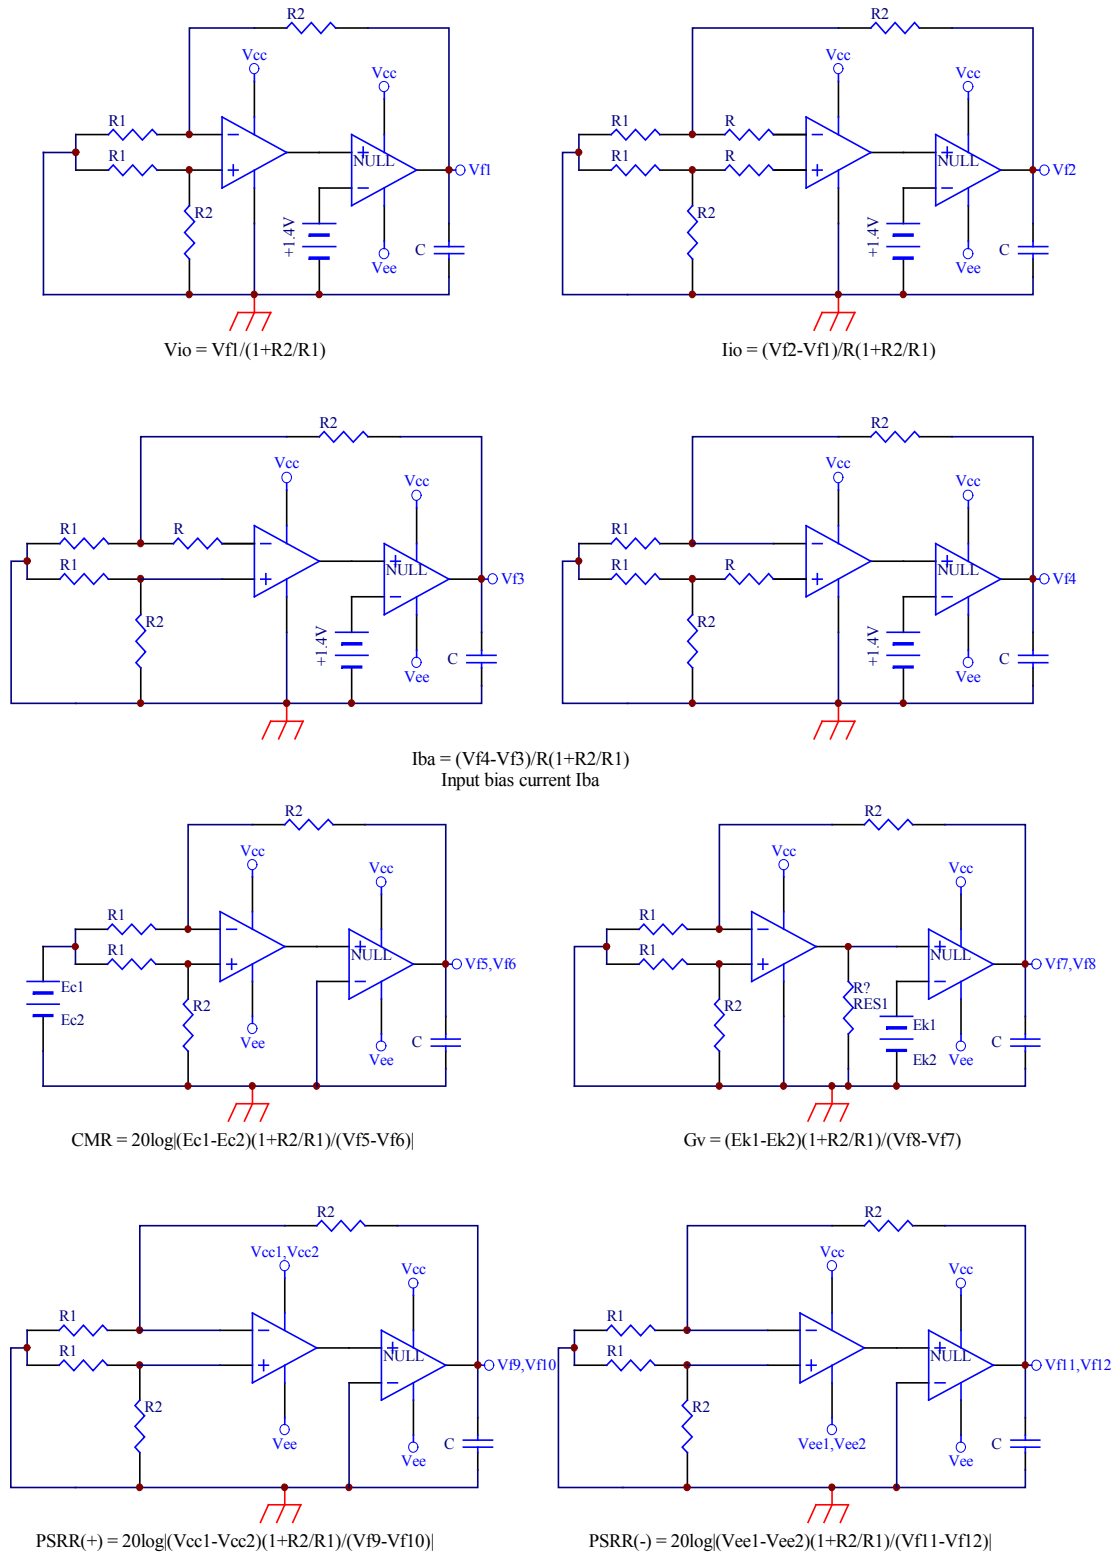 R2
R2
Vcc
Vcc
Vcc
Vcc
R1
R1
R
R1
R1
R
NULL
NULL
Vf1
Vf2
R2
R2
+1.4V
+1.4V
C
C
Vee
Vee
Vio = Vf1/(1+R2/R1)
Iio = (Vf2-Vf1)/R(1+R2/R1)
R2
R2
Vcc
Vcc
Vcc
Vcc
R1
R
R1
R1
R1
R
NULL
NULL
Vf3
Vf4
R2
R2
+1.4V
+1.4V
C
C
Vee
Vee
Iba = (Vf4-Vf3)/R(1+R2/R1)
Input bias current Iba
R2
R2
Vcc
Vcc
Vcc
Vcc
R1
R1
R1
R1
NULL
NULL
Vf5,Vf6
Vf7,Vf8
Ec1
Ec2
R2
R2
R?
RES1
Ek1
Ek2
Vee
Vee
Vee
C
C
CMR = 20log|(Ec1-Ec2)(1+R2/R1)/(Vf5-Vf6)|
Gv = (Ek1-Ek2)(1+R2/R1)/(Vf8-Vf7)
R2
R2
Vcc1,Vcc2
Vcc
Vcc
Vcc
R1
R1
R1
R1
NULL
NULL
Vf9,Vf10
Vf11,Vf12
R2
R2
Vee
Vee
Vee1,Vee2
Vee
C
C
PSRR(+) = 20log|(Vcc1-Vcc2)(1+R2/R1)/(Vf9-Vf10)|
PSRR(-) = 20log|(Vee1-Vee2)(1+R2/R1)/(Vf11-Vf12)|